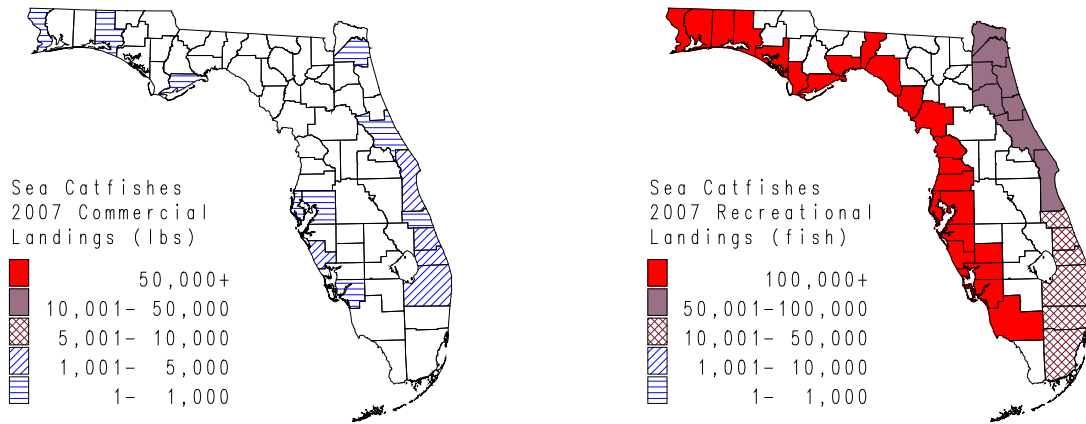 Sea Catfishes
2007 Commercial
Landings (lbs)
50,000+
10,001- 50,000
5,001- 10,000
1,001- 5,000
1- 1,000
Sea Catfishes
2007 Recreational
Landings (fish)
100,000+
50,001-100,000
10,001- 50,000
1,001- 10,000
1- 1,000